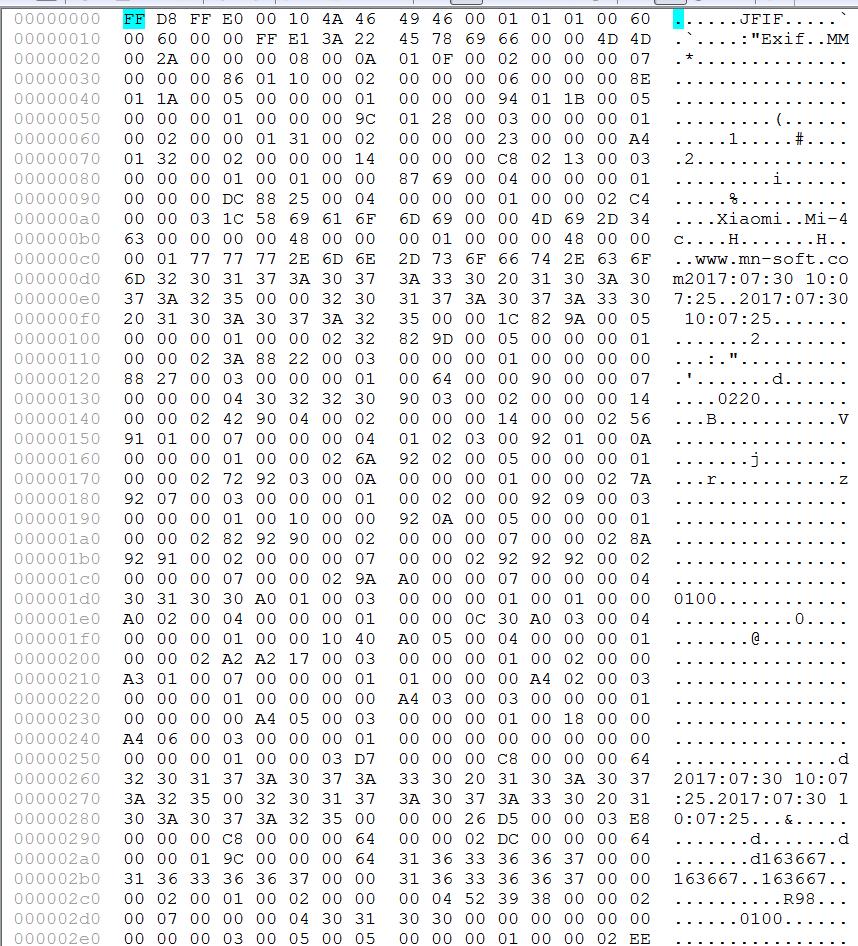 00000000 FF D8 FF E0 00 10 4A 46 49 46 00 01 01 01 00 60 ......JFIF.....`
00000010 00 60 00 00 FF E1 3A 22 45 78 69 66 00 00 4D 4D .`....:"Exif..MM
00000020 00 2A 00 00 00 08 00 0A 01 0F 00 02 00 00 00 07 .*..............
00000030 00 00 00 86 01 10 00 02 00 00 00 06 00 00 00 8E ................
00000040 01 1A 00 05 00 00 00 01 00 00 00 94 01 1B 00 05 ................
00000050 00 00 00 01 00 00 00 9C 01 28 00 03 00 00 00 01 .........(......
00000060 00 02 00 00 01 31 00 02 00 00 00 23 00 00 00 A4 .....1.....#....
00000070 01 32 00 02 00 00 00 14 00 00 00 C8 02 13 00 03 .2..............
00000080 00 00 00 01 00 01 00 00 87 69 00 04 00 00 00 01 .........i......
00000090 00 00 00 DC 88 25 00 04 00 00 00 01 00 00 02 C4 .....%..........
000000a0 00 00 03 1C 58 69 61 6F 6D 69 00 00 4D 69 2D 34 ....Xiaomi..Mi-4
000000b0 63 00 00 00 00 48 00 00 00 01 00 00 00 48 00 00 c....H.......H..
000000c0 00 01 77 77 77 2E 6D 6E 2D 73 6F 66 74 2E 63 6F ..www.mn-soft.co
000000d0 6D 32 30 31 37 3A 30 37 3A 33 30 20 31 30 3A 30 m2017:07:30 10:0
000000e0 37 3A 32 35 00 00 32 30 31 37 3A 30 37 3A 33 30 7:25..2017:07:30
000000f0 20 31 30 3A 30 37 3A 32 35 00 00 1C 82 9A 00 05 10:07:25.......
00000100 00 00 00 01 00 00 02 32 82 9D 00 05 00 00 00 01 .......2........
00000110 00 00 02 3A 88 22 00 03 00 00 00 01 00 00 00 00 ...:."..........
00000120 88 27 00 03 00 00 00 01 00 64 00 00 90 00 00 07 .'.......d......
00000130 00 00 00 04 30 32 32 30 90 03 00 02 00 00 00 14 ....0220........
00000140 00 00 02 42 90 04 00 02 00 00 00 14 00 00 02 56 ...B...........V
00000150 91 01 00 07 00 00 00 04 01 02 03 00 92 01 00 0A ................
00000160 00 00 00 01 00 00 02 6A 92 02 00 05 00 00 00 01 .......j........
00000170 00 00 02 72 92 03 00 0A 00 00 00 01 00 00 02 7A ...r...........z
00000180 92 07 00 03 00 00 00 01 00 02 00 00 92 09 00 03 ................
00000190 00 00 00 01 00 10 00 00 92 0A 00 05 00 00 00 01 ................
000001a0 00 00 02 82 92 90 00 02 00 00 00 07 00 00 02 8A ................
000001b0 92 91 00 02 00 00 00 07 00 00 02 92 92 92 00 02 ................
000001c0 00 00 00 07 00 00 02 9A A0 00 00 07 00 00 00 04 ................
000001d0 30 31 30 30 A0 01 00 03 00 00 00 01 00 01 00 00 0100............
000001e0 A0 02 00 04 00 00 00 01 00 00 0C 30 A0 03 00 04 ...........0....
000001f0 00 00 00 01 00 00 10 40 A0 05 00 04 00 00 00 01 .......@........
00000200 00 00 02 A2 A2 17 00 03 00 00 00 01 00 02 00 00 ................
00000210 A3 01 00 07 00 00 00 01 01 00 00 00 A4 02 00 03 ................
00000220 00 00 00 01 00 00 00 00 A4 03 00 03 00 00 00 01 ................
00000230 00 00 00 00 A4 05 00 03 00 00 00 01 00 18 00 00 ................
00000240 A4 06 00 03 00 00 00 01 00 00 00 00 00 00 00 00 ................
00000250 00 00 00 01 00 00 03 D7 00 00 00 C8 00 00 00 64 ...............d
00000260 32 30 31 37 3A 30 37 3A 33 30 20 31 30 3A 30 37 2017:07:30 10:07
00000270 3A 32 35 00 32 30 31 37 3A 30 37 3A 33 30 20 31 :25.2017:07:30 1
00000280 30 3A 30 37 3A 32 35 00 00 00 26 D5 00 00 03 E8 0:07:25...&.....
00000290 00 00 00 C8 00 00 00 64 00 00 02 DC 00 00 00 64 .......d.......d
000002a0 00 00 01 9C 00 00 00 64 31 36 33 36 36 37 00 00 .......d163667..
000002b0 31 36 33 36 36 37 00 00 31 36 33 36 36 37 00 00 163667..163667..
000002c0 00 02 00 01 00 02 00 00 00 04 52 39 38 00 00 02 ..........R98...
000002d0 00 07 00 00 00 04 30 31 30 30 00 00 00 00 00 00 ......0100......
000002e0 00 00 00 03 00 05 00 05 00 00 00 01 00 00 02 EE ................